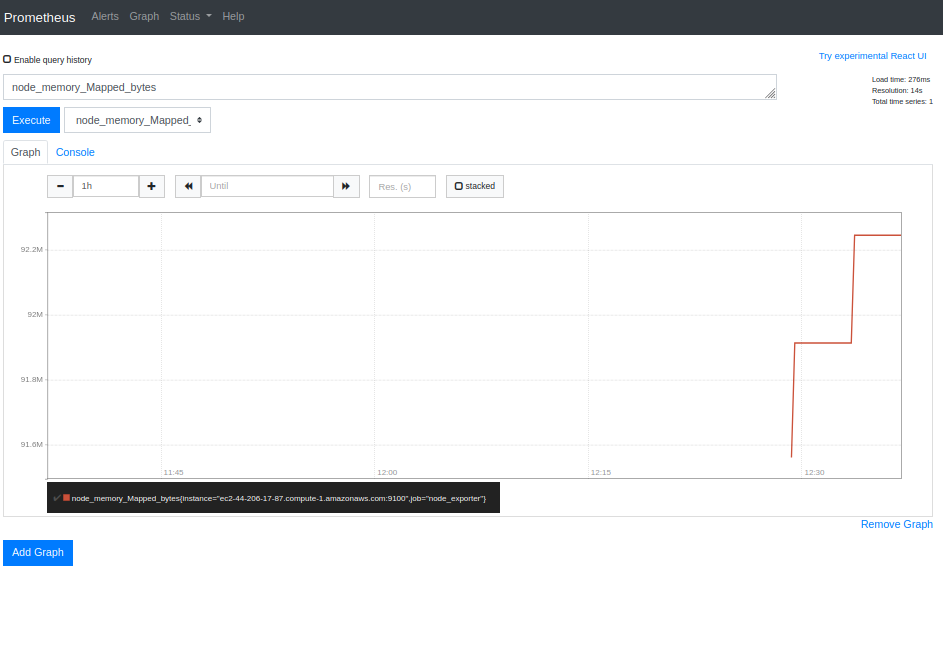 Prometheus Alerts Graph Status Help
Enable query history
Try experimental React UI
node_memory_Mapped_bytes
Load time: 276ms
Resolution: 14s
Total time series: 1
Execute node_memory_Mapped_
Graph Console
1h Until Res. (s) stacked
92.2M
92M
91.8M
91.6M
11:45 12:00 12:15 12:30
node_memory_Mapped_bytes{instance="ec2-44-206-17-87.compute-1.amazonaws.com:9100",job="node_exporter"}
Remove Graph
Add Graph